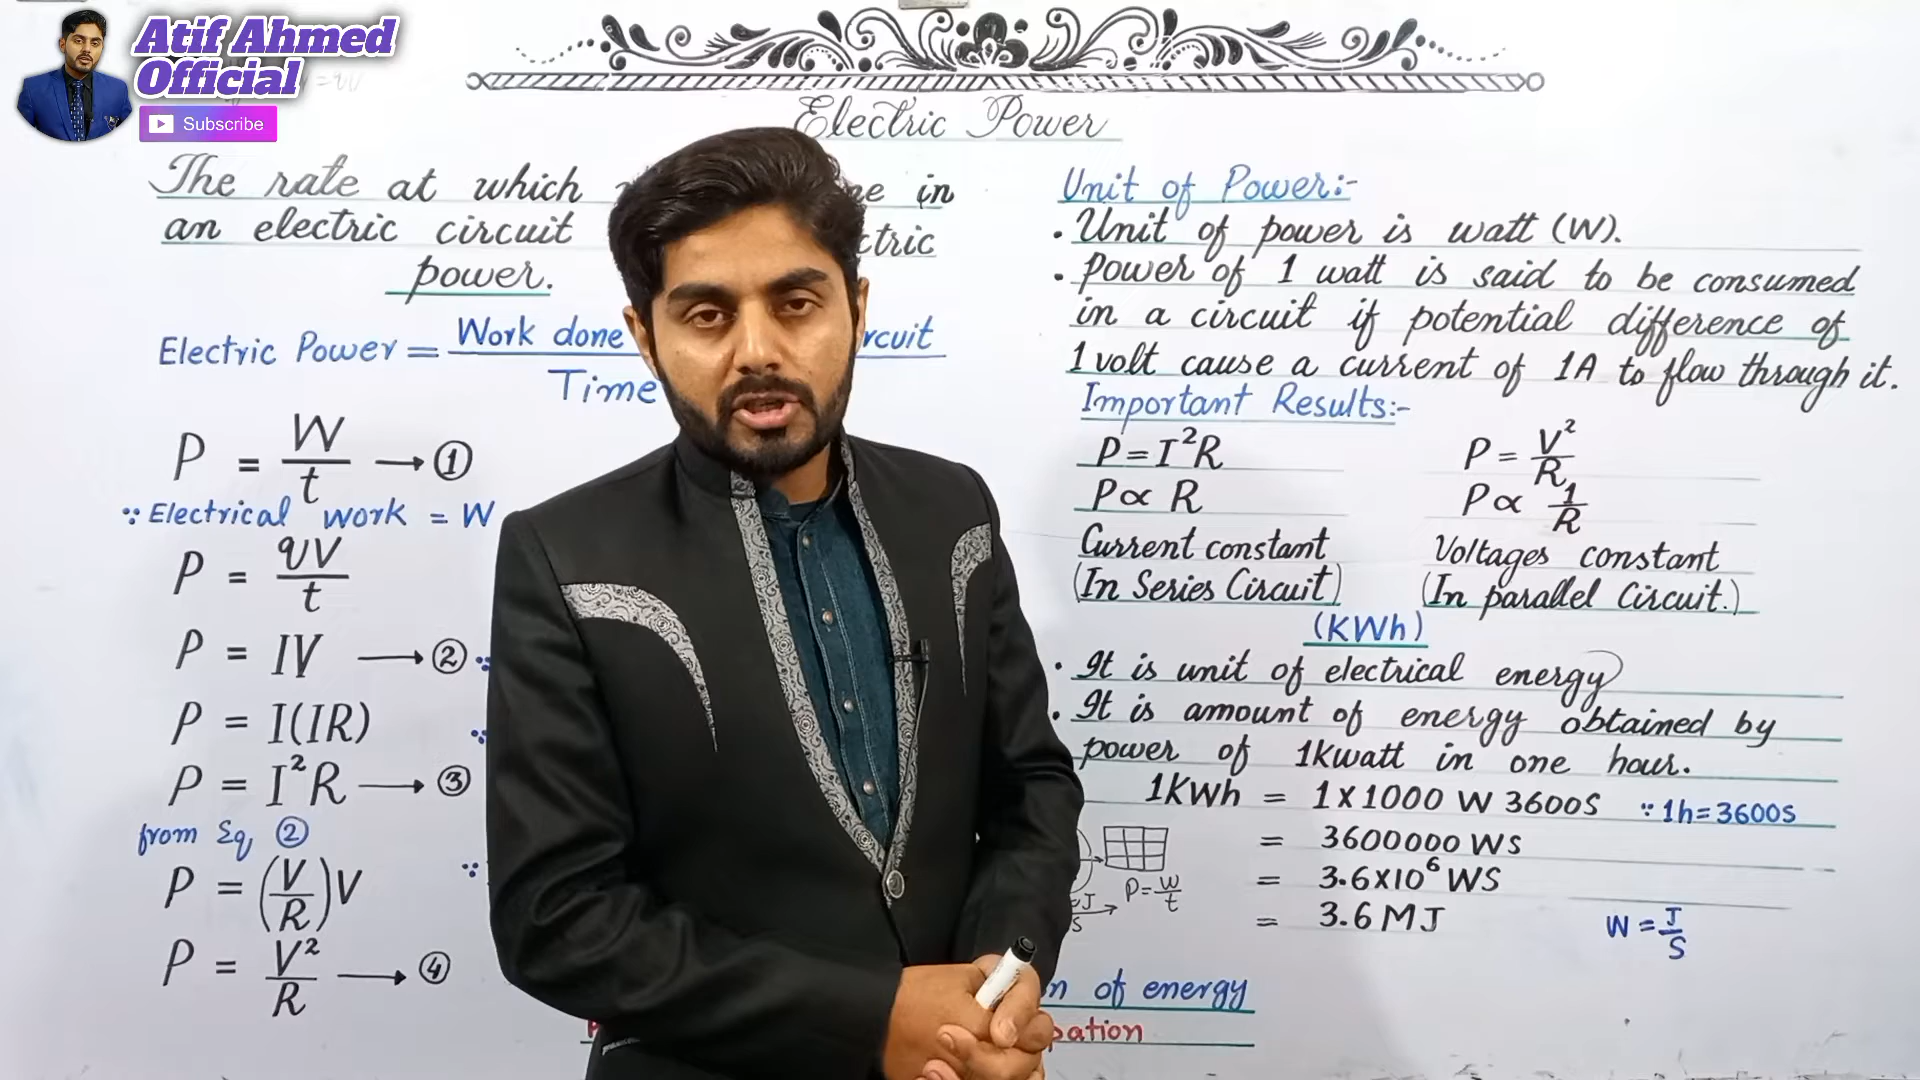 Atif Ahmed
Official
Subscribe
Electric Power
The rate at which in
an electric circuit
power.
Electric Power = Work done
Time
P = W/t → ①
∵ Electrical work = W
P = qV/t
P = IV → ②
P = I(IR)
P = I²R → ③
from Eq ②
P = (V/R)V
P = V²/R → ④
Unit of Power:-
• Unit of power is watt (W).
• Power of 1 watt is said to be consumed
in a circuit if potential difference of
1 volt cause a current of 1A to flow through it.
Important Results:-
P = I²R
P ∝ R
Current constant
(In Series Circuit)
P = V²/R
P ∝ 1/R
Voltages constant
(In parallel Circuit.)
(KWh)
• It is unit of electrical energy
• It is amount of energy obtained by
power of 1Kwatt in one hour.
1KWh = 1 X 1000 W 3600S ∵ 1h = 3600S
= 3600000 WS
= 3.6X10⁶ WS
= 3.6 MJ
W = J/S
P = W/t
of energy